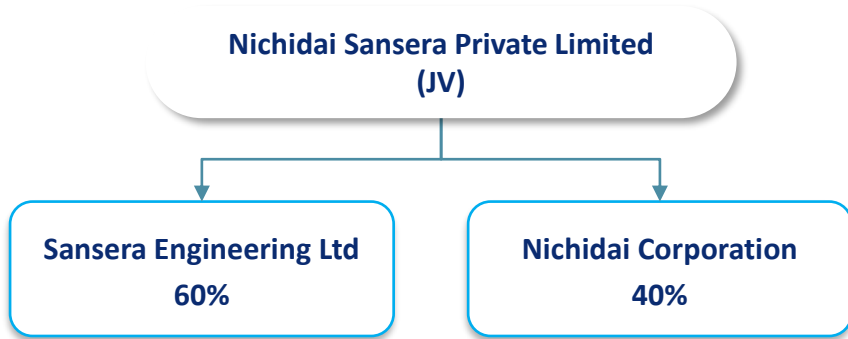 Nichidai Sansera Private Limited
(JV)
Sansera Engineering Ltd
60%
Nichidai Corporation
40%